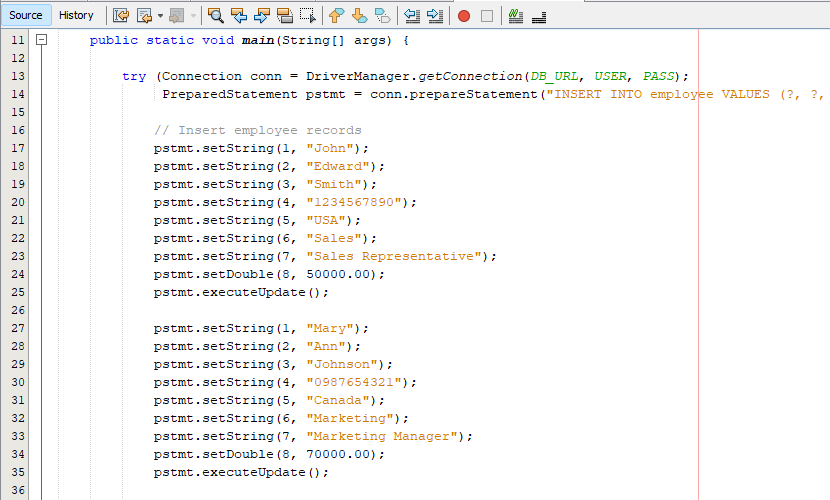 Source History
11 public static void main(String[] args) {
12
13 try (Connection conn = DriverManager.getConnection(DB_URL, USER, PASS);
14 PreparedStatement pstmt = conn.prepareStatement("INSERT INTO employee VALUES (?, ?,
15
16 // Insert employee records
17 pstmt.setString(1, "John");
18 pstmt.setString(2, "Edward");
19 pstmt.setString(3, "Smith");
20 pstmt.setString(4, "1234567890");
21 pstmt.setString(5, "USA");
22 pstmt.setString(6, "Sales");
23 pstmt.setString(7, "Sales Representative");
24 pstmt.setDouble(8, 50000.00);
25 pstmt.executeUpdate();
26
27 pstmt.setString(1, "Mary");
28 pstmt.setString(2, "Ann");
29 pstmt.setString(3, "Johnson");
30 pstmt.setString(4, "0987654321");
31 pstmt.setString(5, "Canada");
32 pstmt.setString(6, "Marketing");
33 pstmt.setString(7, "Marketing Manager");
34 pstmt.setDouble(8, 70000.00);
35 pstmt.executeUpdate();
36